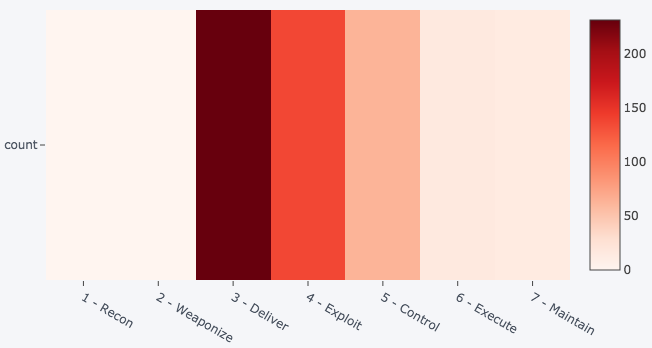 count
1 - Recon
2 - Weaponize
3 - Deliver
4 - Exploit
5 - Control
6 - Execute
7 - Maintain
200
150
100
50
0